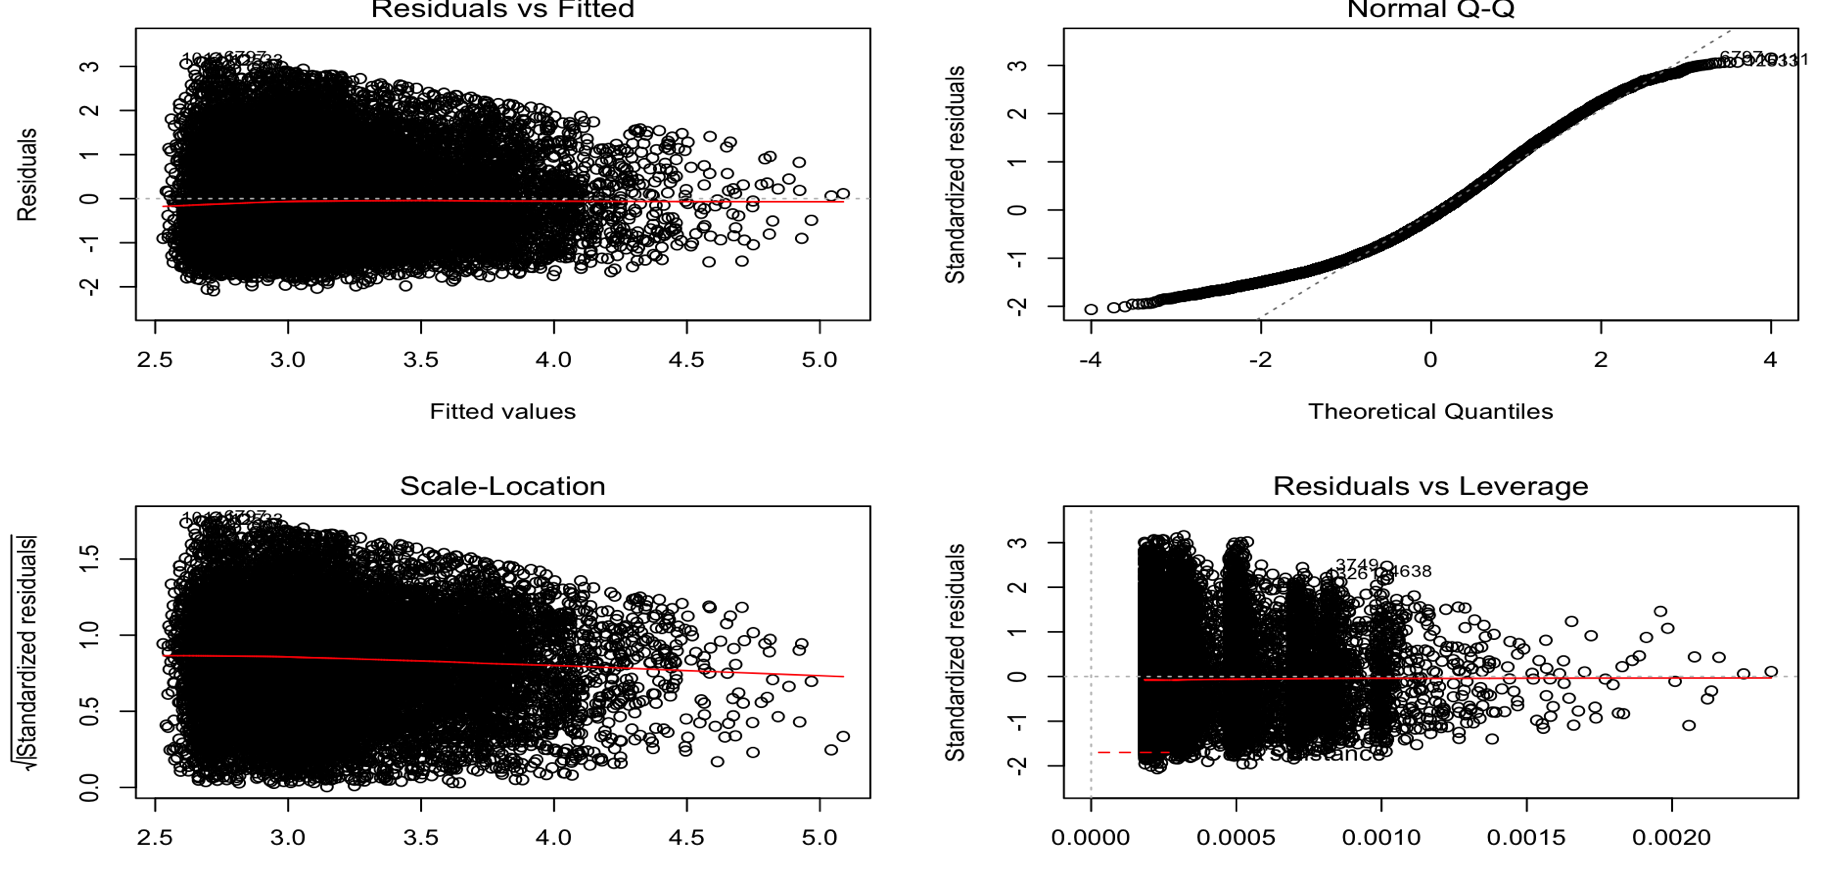 Residuals vs Fitted
Residuals
3
2
1
0
-1
-2
2.5 3.0 3.5 4.0 4.5 5.0
Fitted values
Normal Q-Q
Standardized residuals
3
2
1
0
-1
-2
-4 -2 0 2 4
Theoretical Quantiles
Scale-Location
√|Standardized residuals|
1.5
1.0
0.5
0.0
2.5 3.0 3.5 4.0 4.5 5.0
Residuals vs Leverage
Standardized residuals
3
2
1
0
-1
-2
3749
4638
0.0000 0.0005 0.0010 0.0015 0.0020